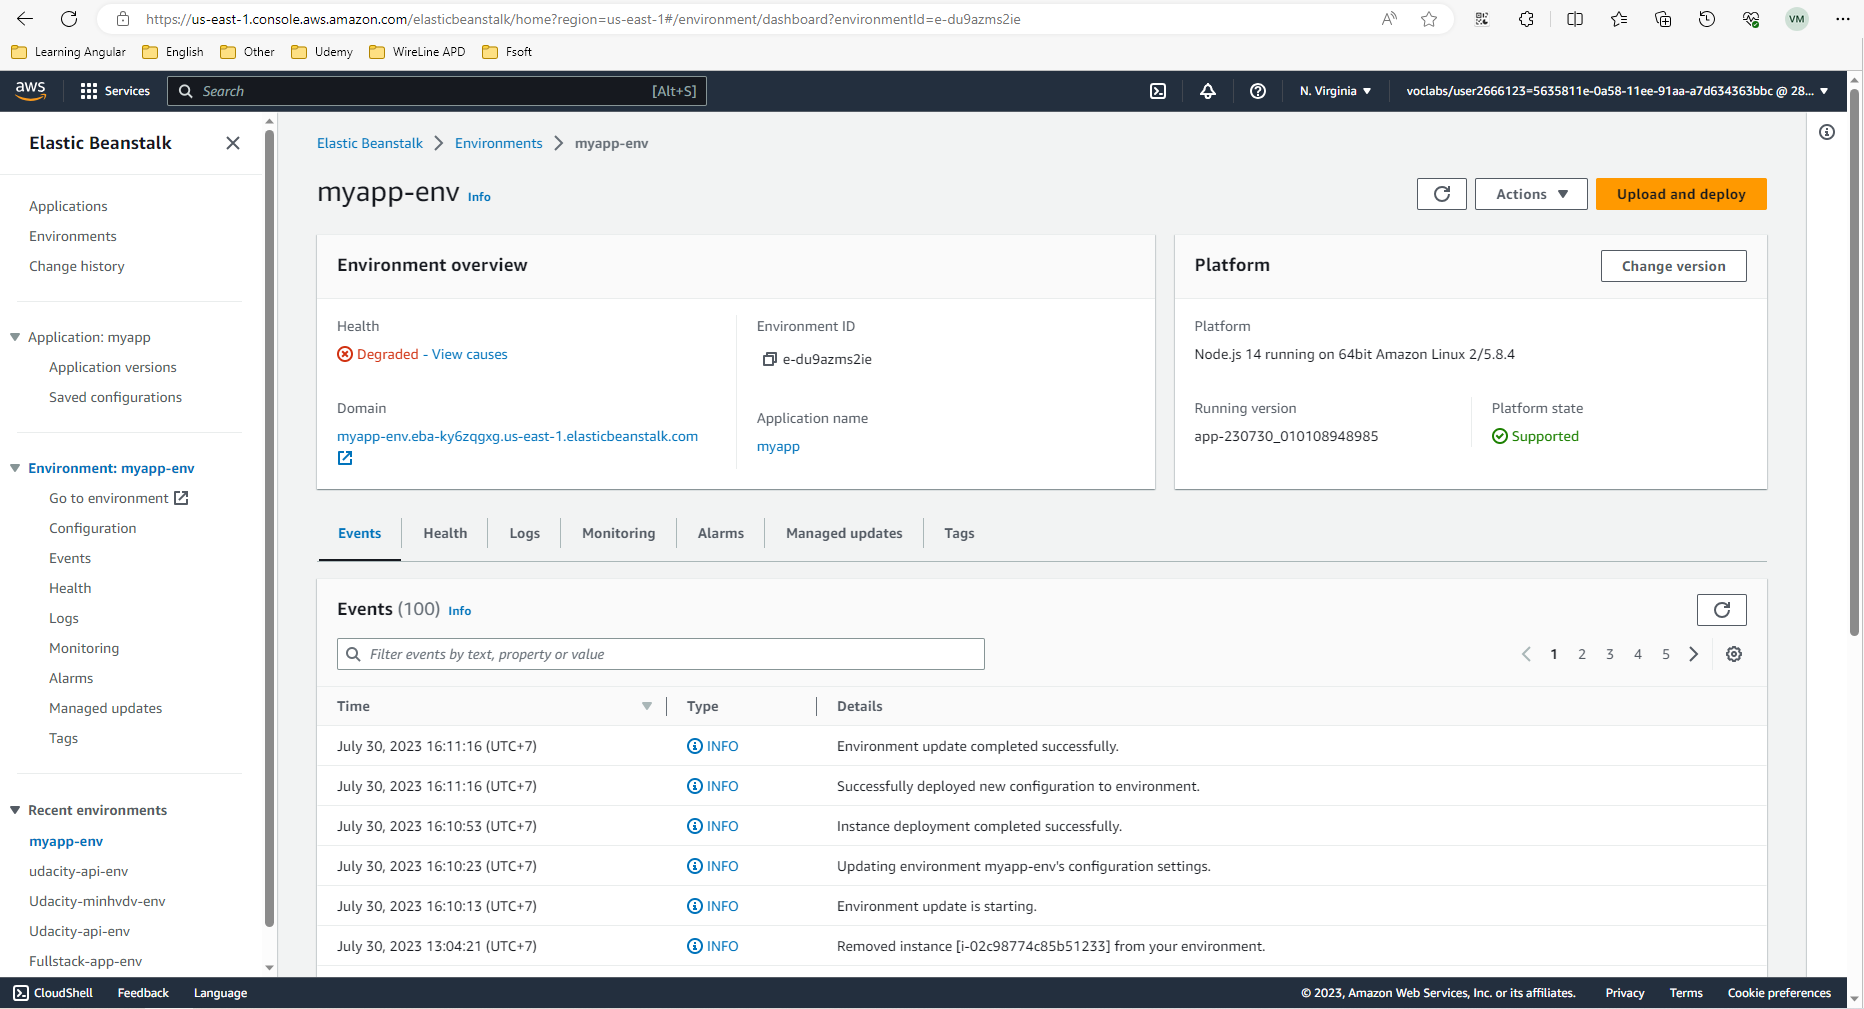 https://us-east-1.console.aws.amazon.com/elasticbeanstalk/home?region=us-east-1#/environment/dashboard?environmentId=e-du9azms2ie
VM
Learning Angular English Other Udemy WireLine APD Fsoft
aws Services Search [Alt+S] N. Virginia voclabs/user2666123=5635811e-0a58-11ee-91aa-a7d634363bbc @ 28...
Elastic Beanstalk
Applications
Environments
Change history
Application: myapp
Application versions
Saved configurations
Environment: myapp-env
Go to environment
Configuration
Events
Health
Logs
Monitoring
Alarms
Managed updates
Tags
Recent environments
myapp-env
udacity-api-env
Udacity-minhvdv-env
Udacity-api-env
Fullstack-app-env
Elastic Beanstalk Environments myapp-env
myapp-env Info
Actions Upload and deploy
Environment overview
Health
Degraded - View causes
Domain
myapp-env.eba-ky6zqgxg.us-east-1.elasticbeanstalk.com
Environment ID
e-du9azms2ie
Application name
myapp
Platform Change version
Platform
Node.js 14 running on 64bit Amazon Linux 2/5.8.4
Running version
app-230730_010108948985
Platform state
Supported
Events Health Logs Monitoring Alarms Managed updates Tags
Events (100) Info
Filter events by text, property or value
1 2 3 4 5
Time Type Details
July 30, 2023 16:11:16 (UTC+7) INFO Environment update completed successfully.
July 30, 2023 16:11:16 (UTC+7) INFO Successfully deployed new configuration to environment.
July 30, 2023 16:10:53 (UTC+7) INFO Instance deployment completed successfully.
July 30, 2023 16:10:23 (UTC+7) INFO Updating environment myapp-env's configuration settings.
July 30, 2023 16:10:13 (UTC+7) INFO Environment update is starting.
July 30, 2023 13:04:21 (UTC+7) INFO Removed instance [i-02c98774c85b51233] from your environment.
CloudShell Feedback Language © 2023, Amazon Web Services, Inc. or its affiliates. Privacy Terms Cookie preferences